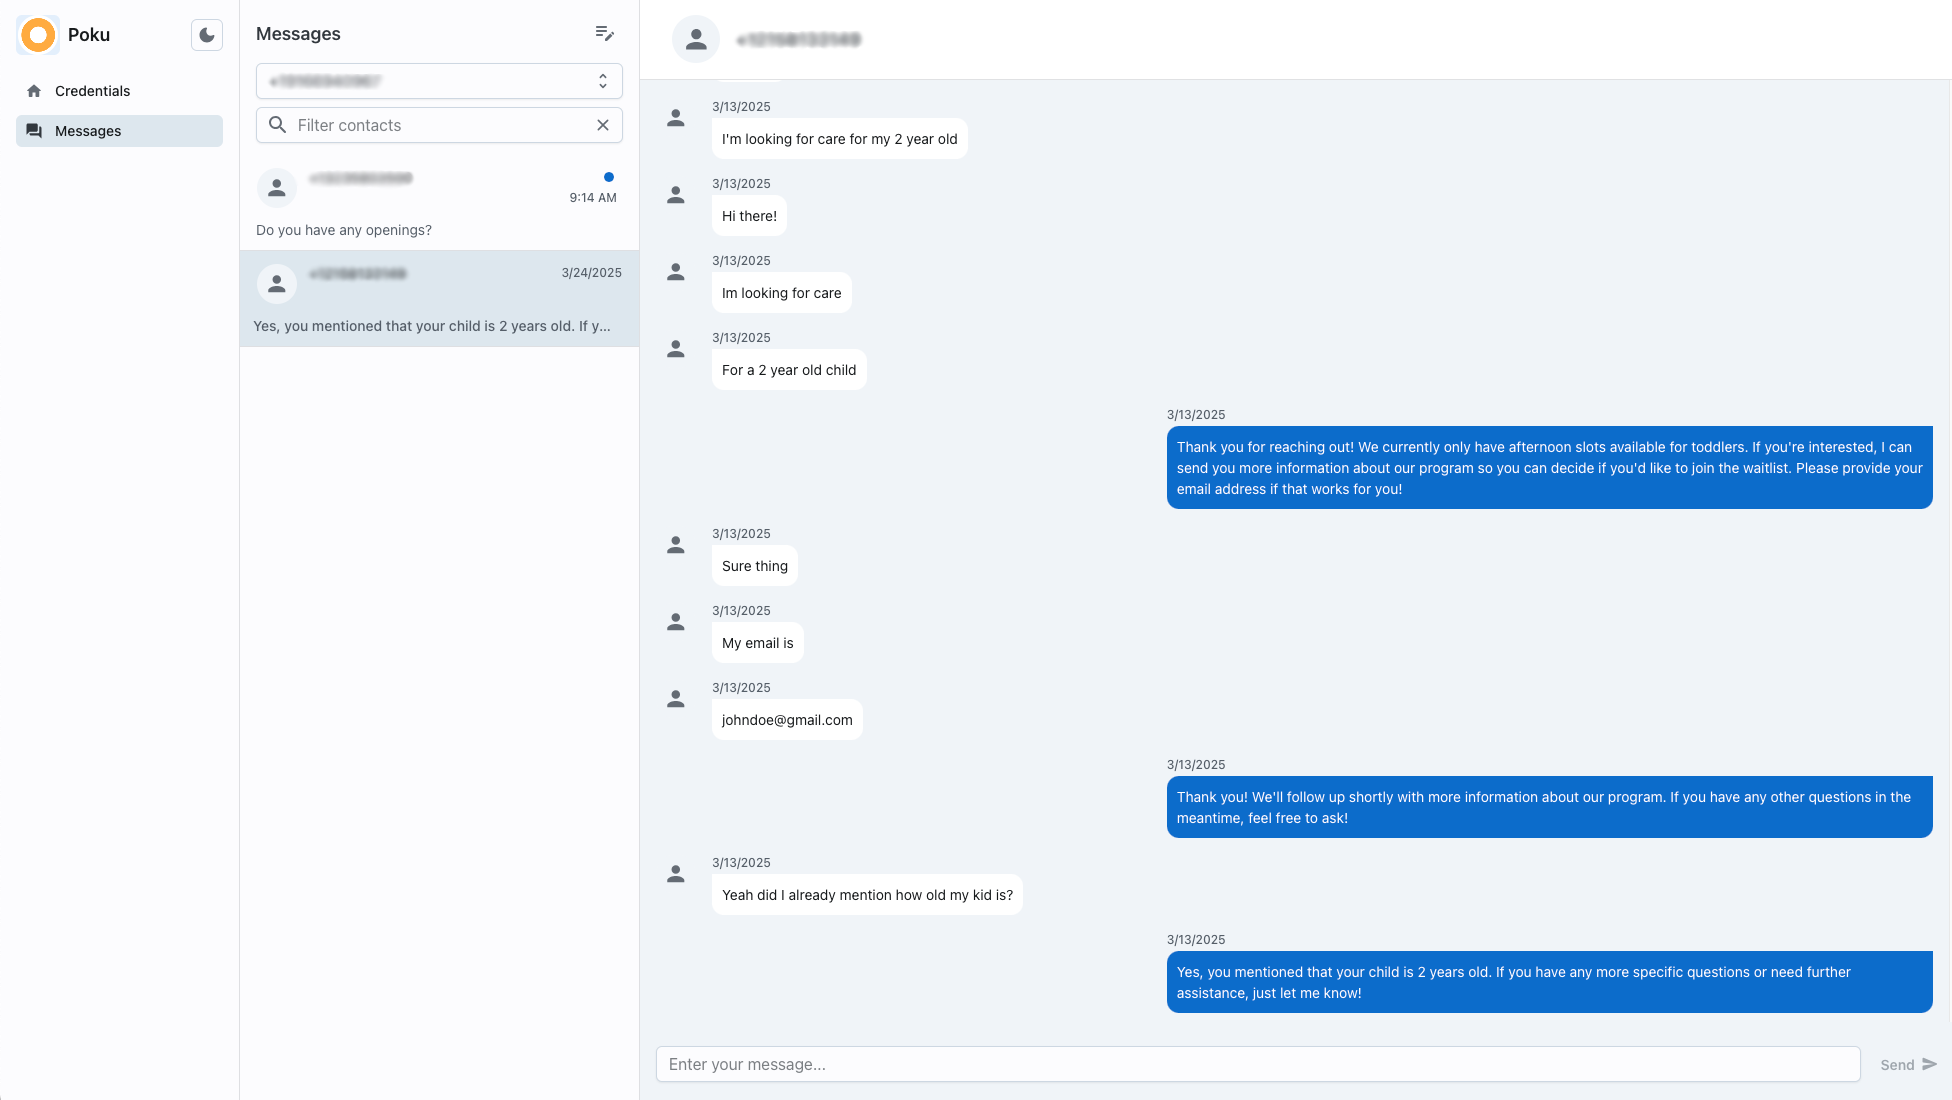 Poku
Credentials
Messages
Messages
Filter contacts
9:14 AM
Do you have any openings?
3/24/2025
Yes, you mentioned that your child is 2 years old. If y...
3/13/2025
I'm looking for care for my 2 year old
3/13/2025
Hi there!
3/13/2025
Im looking for care
3/13/2025
For a 2 year old child
3/13/2025
Thank you for reaching out! We currently only have afternoon slots available for toddlers. If you're interested, I can
send you more information about our program so you can decide if you'd like to join the waitlist. Please provide your
email address if that works for you!
3/13/2025
Sure thing
3/13/2025
My email is
3/13/2025
johndoe@gmail.com
3/13/2025
Thank you! We'll follow up shortly with more information about our program. If you have any other questions in the
meantime, feel free to ask!
3/13/2025
Yeah did I already mention how old my kid is?
3/13/2025
Yes, you mentioned that your child is 2 years old. If you have any more specific questions or need further
assistance, just let me know!
Enter your message...
Send